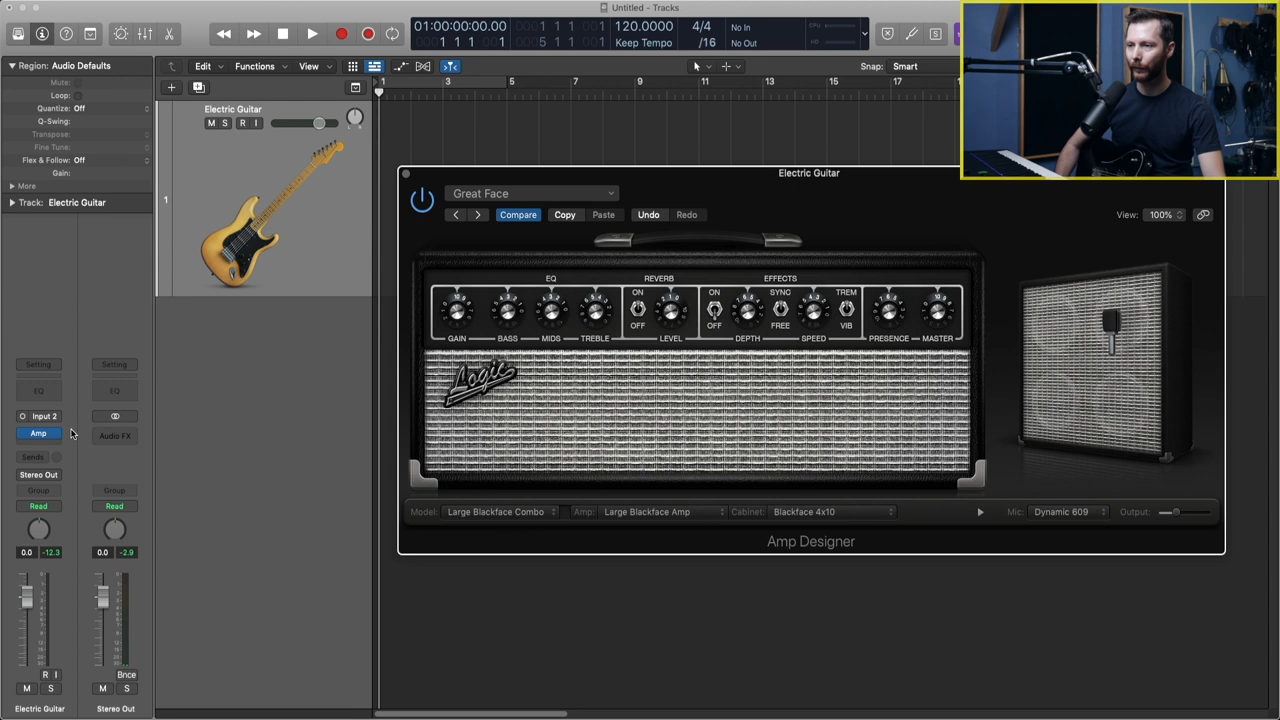 Untitled - Tracks
01:00:00:00.00
1 1 1 1
1 1 1 001
5 1 1 001
120.0000
Keep Tempo
4/4
/16
No In
No Out
CPU
HD
Region: Audio Defaults
Mute:
Loop:
Quantize: Off
Q-Swing:
Transpose:
Fine Tune:
Flex & Follow: Off
Gain:
More
Track: Electric Guitar
Edit
Functions
View
Snap: Smart
1 3 5 7 9 11 13 15 17
1
Electric Guitar
M S R I
L R
Electric Guitar
Great Face
Compare
Copy
Paste
Undo
Redo
View: 100%
EQ
REVERB
EFFECTS
ON
ON
SYNC
TREM
OFF
OFF
FREE
VIB
GAIN
BASS
MIDS
TREBLE
LEVEL
DEPTH
SPEED
PRESENCE
MASTER
Logic
Model: Large Blackface Combo
Amp: Large Blackface Amp
Cabinet: Blackface 4x10
Mic: Dynamic 609
Output:
Amp Designer
Setting
Setting
EQ
EQ
Input 2
Amp
Audio FX
Sends
Stereo Out
Group
Group
Read
Read
0.0 -12.3
0.0 -2.9
R I
Bnce
M S
M S
Electric Guitar
Stereo Out